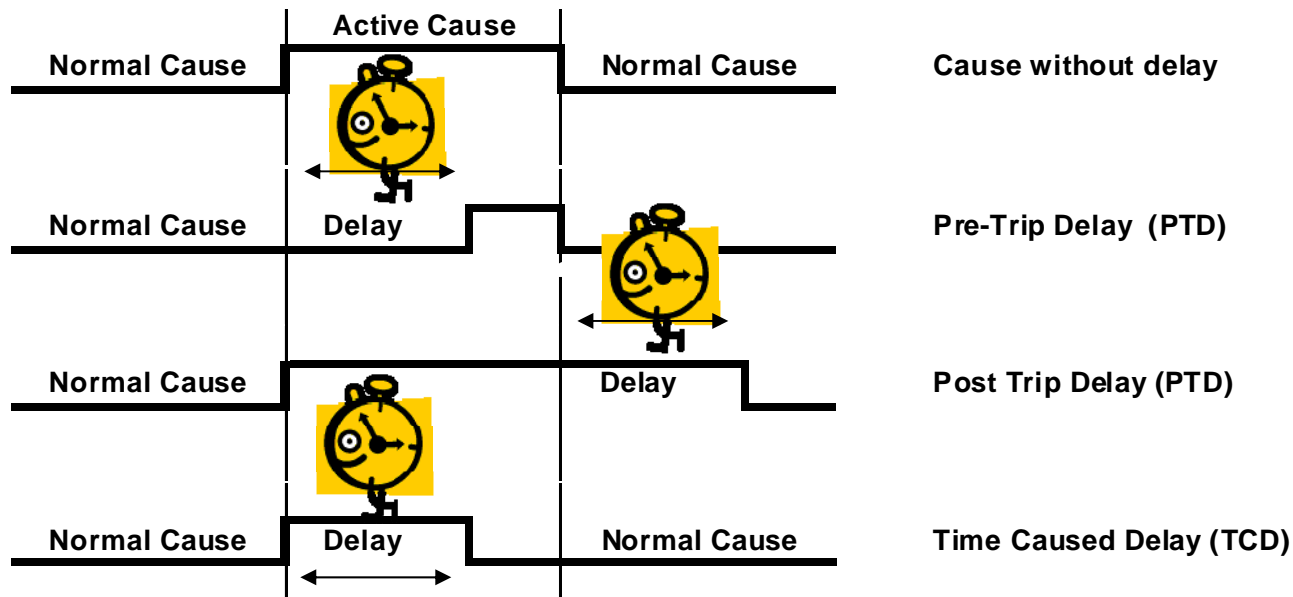 Active Cause
Normal Cause Normal Cause Cause without delay
Normal Cause Delay Pre-Trip Delay (PTD)
Normal Cause Delay Post Trip Delay (PTD)
Normal Cause Delay Normal Cause Time Caused Delay (TCD)